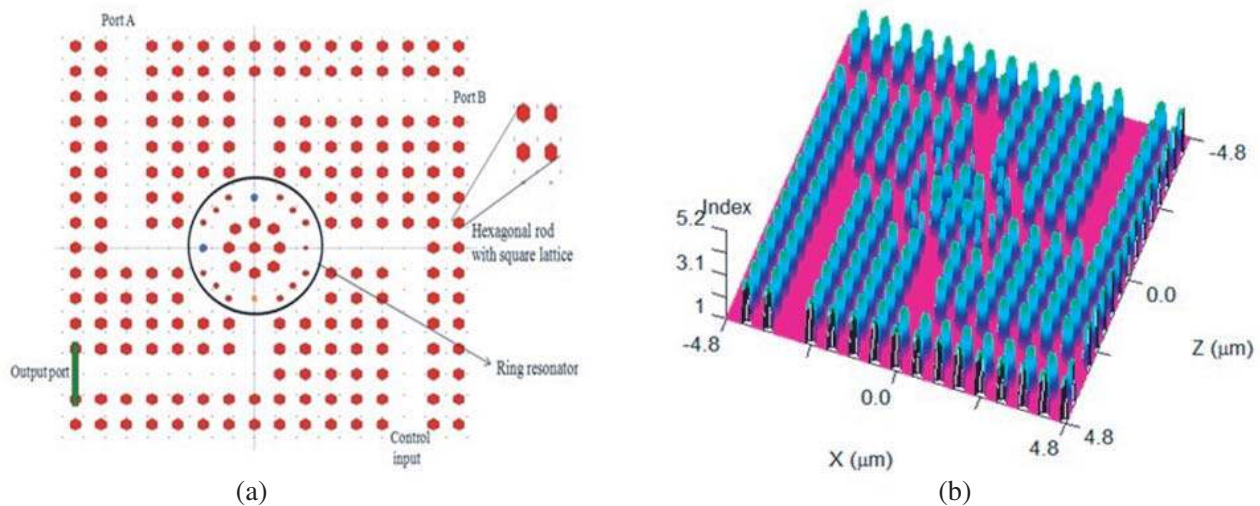 Port A
Port B
Hexagonal rod
with square lattice
Ring resonator
Output port
Control
input
(a)
Index
5.2
3.1
1
-4.8
0.0
4.8
X (μm)
-4.8
0.0
4.8
Z (μm)
(b)